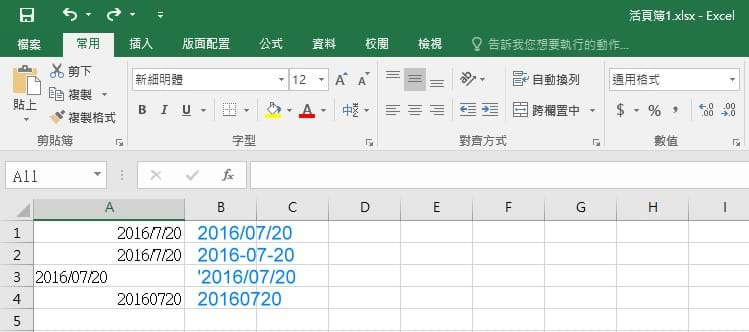 活頁簿1.xlsx - Excel
檔案 常用 插入 版面配置 公式 資料 校閱 檢視 告訴我您想要執行的動作...
貼上 剪下 複製 複製格式 剪貼簿
新細明體 12 A A B I U A 中 字型
自動換列 跨欄置中 對齊方式
通用格式 $ % , .0 .00 .00 .0 數值
A11 fx
A B C D E F G H I
1 2016/7/20 2016/07/20
2 2016/7/20 2016-07-20
3 2016/07/20 '2016/07/20
4 20160720 20160720
5